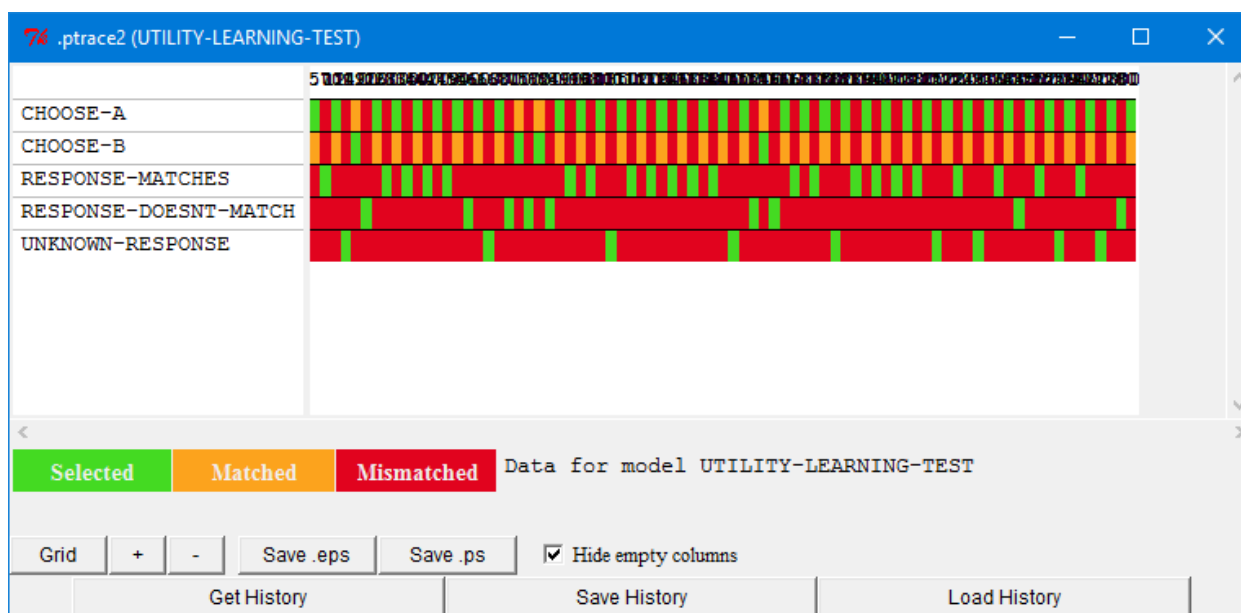 .ptrace2 (UTILITY-LEARNING-TEST)
CHOOSE-A
CHOOSE-B
RESPONSE-MATCHES
RESPONSE-DOESNT-MATCH
UNKNOWN-RESPONSE
Selected Matched Mismatched Data for model UTILITY-LEARNING-TEST
Grid + - Save .eps Save .ps Hide empty columns
Get History Save History Load History